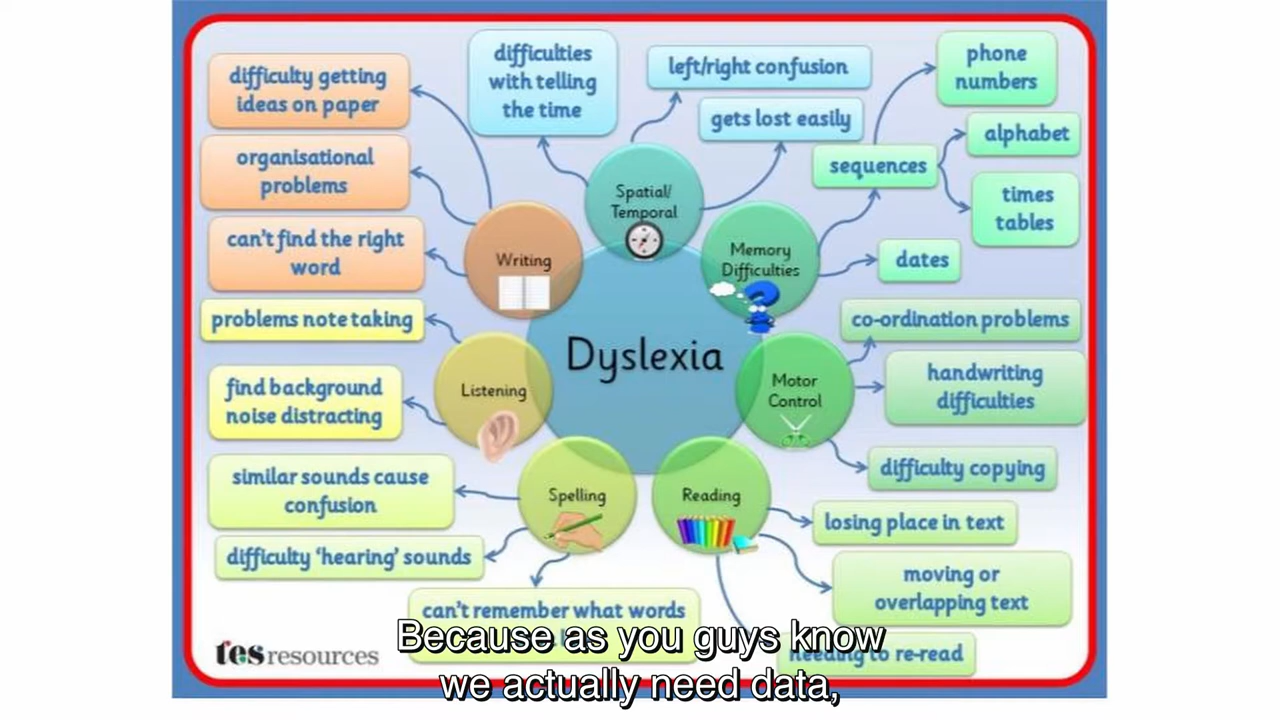 difficulty getting
ideas on paper
organisational
problems
can't find the right
word
problems note taking
find background
noise distracting
similar sounds cause
confusion
difficulty 'hearing' sounds
can't remember what words
difficulties
with telling
the time
left/right confusion
gets lost easily
phone
numbers
alphabet
sequences
times
tables
dates
co-ordination problems
handwriting
difficulties
difficulty copying
losing place in text
moving or
overlapping text
needing to re-read
Spatial/
Temporal
Writing
Memory
Difficulties
Dyslexia
Listening
Motor
Control
Spelling
Reading
tes resources
Because as you guys know
we actually need data,